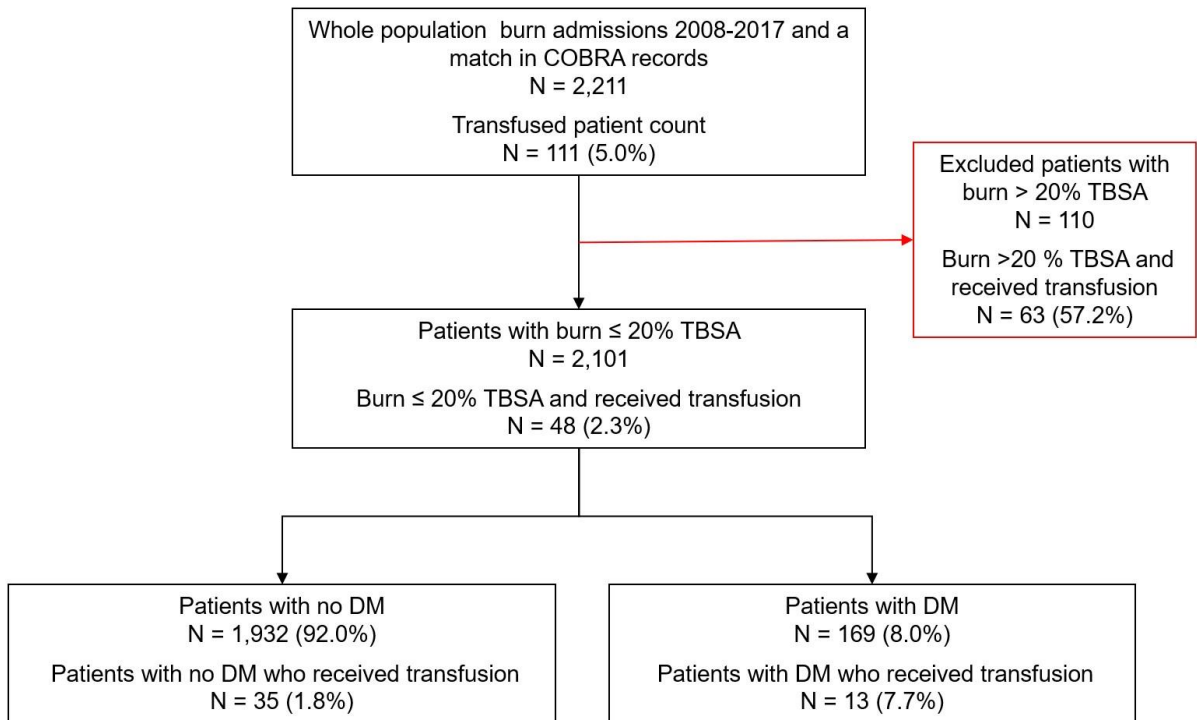 Whole population burn admissions 2008-2017 and a
match in COBRA records
N = 2,211
Transfused patient count
N = 111 (5.0%)
Excluded patients with
burn > 20% TBSA
N = 110
Burn >20 % TBSA and
received transfusion
N = 63 (57.2%)
Patients with burn ≤ 20% TBSA
N = 2,101
Burn ≤ 20% TBSA and received transfusion
N = 48 (2.3%)
Patients with no DM
N = 1,932 (92.0%)
Patients with no DM who received transfusion
N = 35 (1.8%)
Patients with DM
N = 169 (8.0%)
Patients with DM who received transfusion
N = 13 (7.7%)